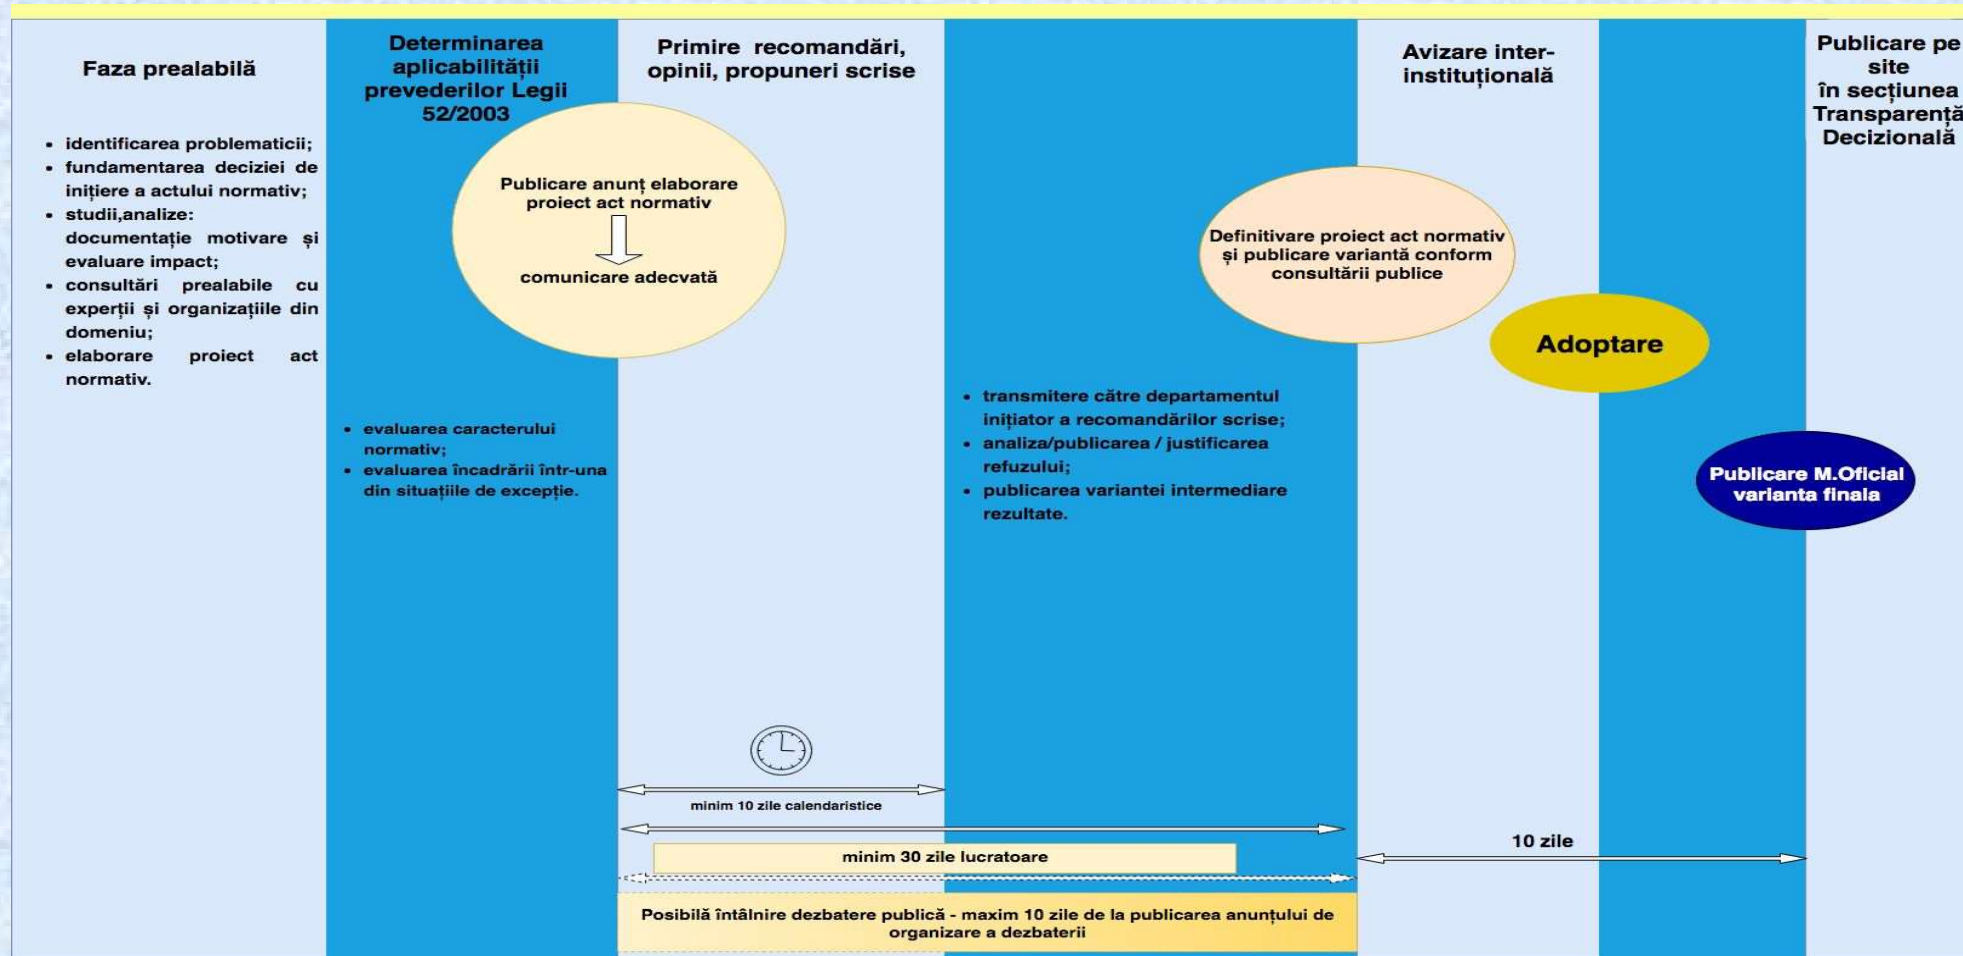 Faza prealabilă
• identificarea problematicii;
• fundamentarea deciziei de
inițiere a actului normativ;
• studii,analize:
documentație motivare și
evaluare impact;
• consultări prealabile cu
experții și organizațiile din
domeniu;
• elaborare proiect act
normativ.
Determinarea
aplicabilității
prevederilor Legii
52/2003
Publicare anunț elaborare
proiect act normativ
comunicare adecvată
• evaluarea caracterului
normativ;
• evaluarea încadrării într-una
din situațiile de excepție.
Primire recomandări,
opinii, propuneri scrise
• transmitere către departamentul
inițiator a recomandărilor scrise;
• analiza/publicarea / justificarea
refuzului;
• publicarea variantei intermediare
rezultate.
Avizare inter-
instituțională
Definitivare proiect act normativ
și publicare variantă conform
consultării publice
Adoptare
Publicare M.Oficial
varianta finala
Publicare pe
site
în secțiunea
Transparență
Decizională
minim 10 zile calendaristice
minim 30 zile lucratoare
10 zile
Posibilă întâlnire dezbatere publică - maxim 10 zile de la publicarea anunțului de
organizare a dezbaterii